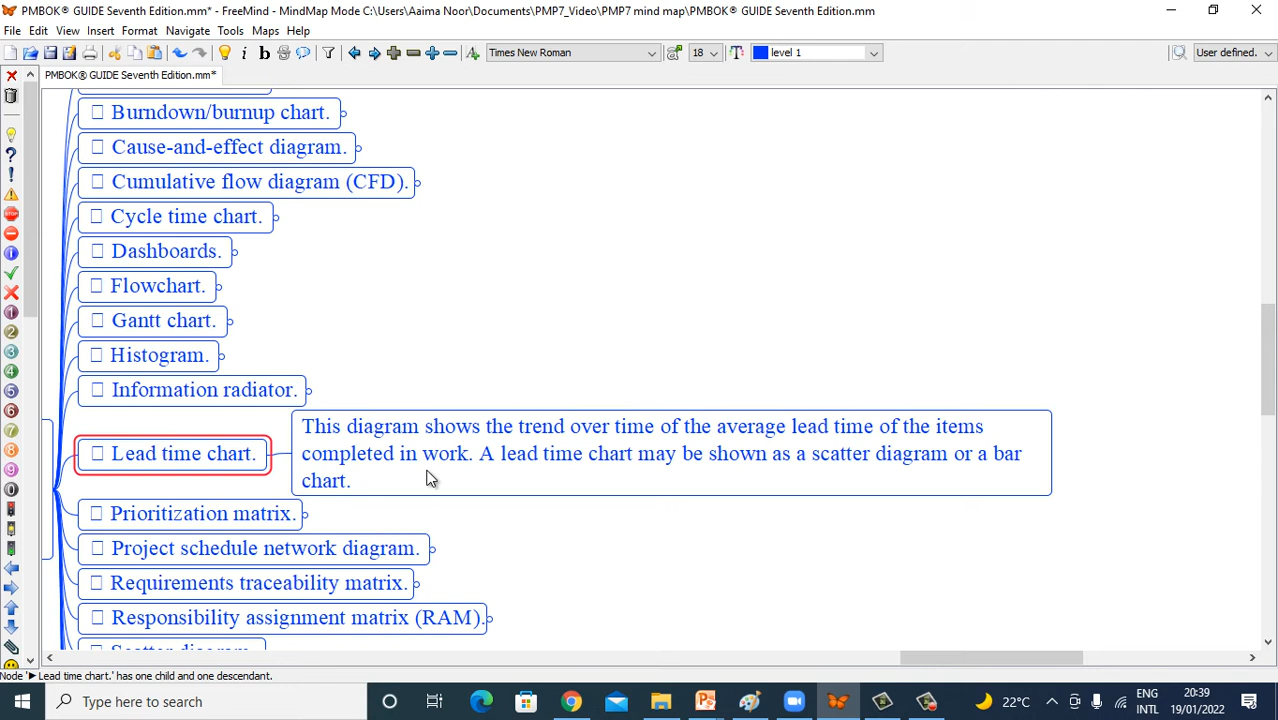 PMBOK® GUIDE Seventh Edition.mm* - FreeMind - MindMap Mode C:\Users\Aaima Noor\Documents\PMP7_Video\PMP7 mind map\PMBOK® GUIDE Seventh Edition.mm
File Edit View Insert Format Navigate Tools Maps Help
Times New Roman 18 level 1 User defined.
PMBOK® GUIDE Seventh Edition.mm*
Burndown/burnup chart.
Cause-and-effect diagram.
Cumulative flow diagram (CFD).
Cycle time chart.
Dashboards.
Flowchart.
Gantt chart.
Histogram.
Information radiator.
Lead time chart.
This diagram shows the trend over time of the average lead time of the items
completed in work. A lead time chart may be shown as a scatter diagram or a bar
chart.
Prioritization matrix.
Project schedule network diagram.
Requirements traceability matrix.
Responsibility assignment matrix (RAM).
Scatter diagram.
Node '➤ Lead time chart.' has one child and one descendant.
Type here to search
22°C
ENG
INTL
20:39
19/01/2022